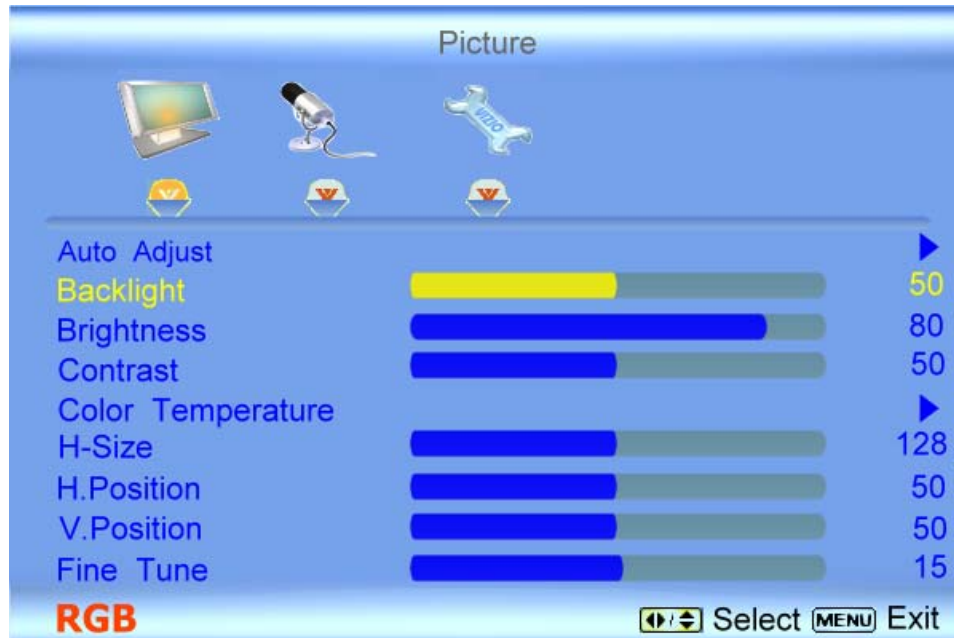 Picture
VIZIO
Auto Adjust
Backlight 50
Brightness 80
Contrast 50
Color Temperature
H-Size 128
H.Position 50
V.Position 50
Fine Tune 15
RGB Select MENU Exit